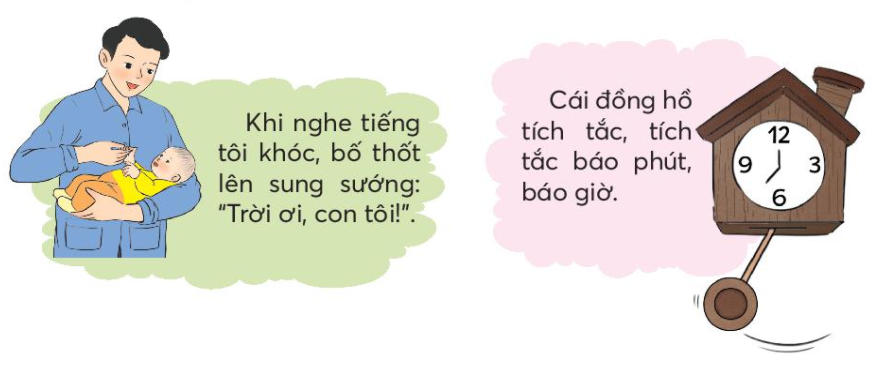 Khi nghe tiếng
tôi khóc, bố thốt
lên sung sướng:
“Trời ơi, con tôi!”.
Cái đồng hồ
tích tắc, tích
tắc báo phút,
báo giờ.
12
9 3
6